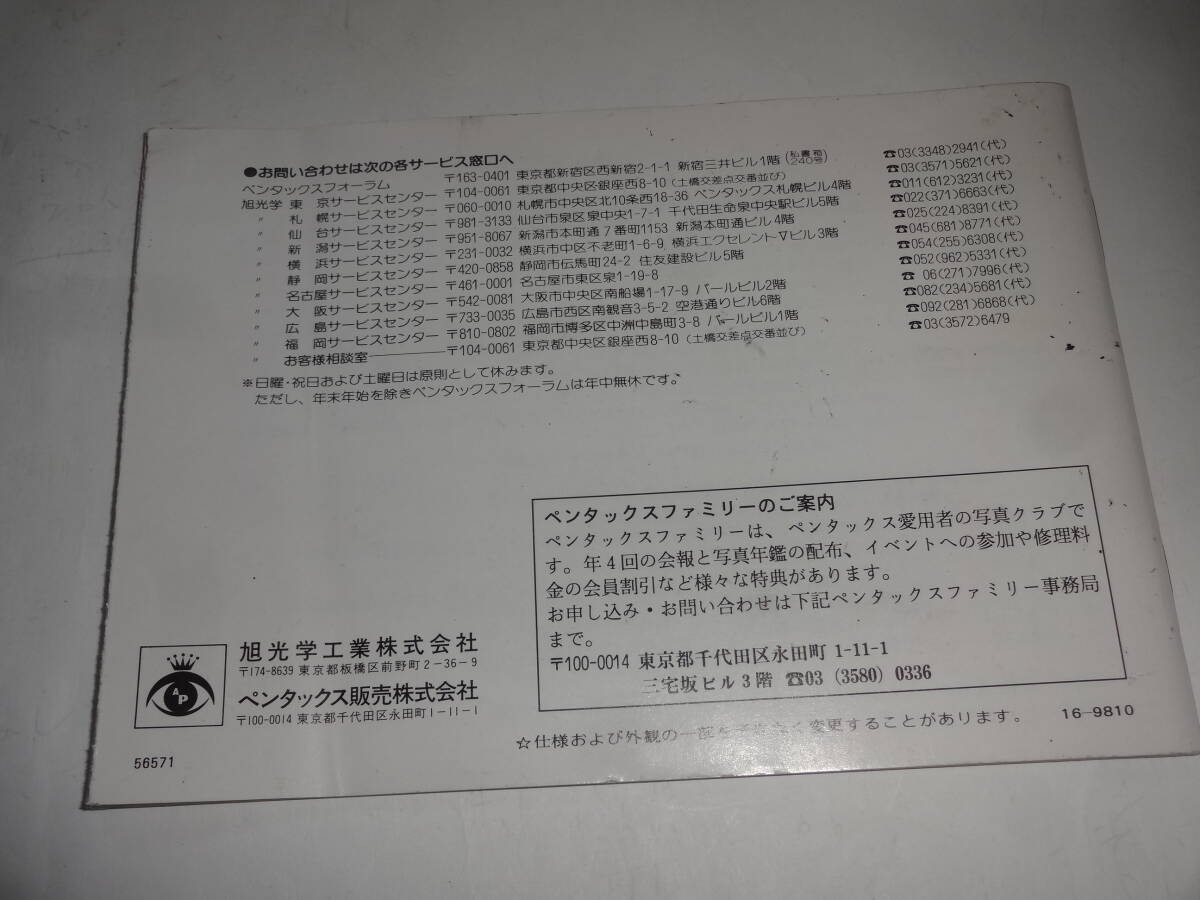 ●お問い合わせは次の各サービス窓口へ
ペンタックスフォーラム 〒163-0401 東京都新宿区西新宿2-1-1 新宿三井ビル1階(私書箱240号) ☎03(3348)2941(代)
旭光学 東 京サービスセンター 〒104-0061 東京都中央区銀座西8-10(土橋交差点交番並び) ☎03(3571)5621(代)
〃 札 幌サービスセンター 〒060-0010 札幌市中央区北10条西18-36 ペンタックス札幌ビル4階 ☎011(612)3231(代)
〃 仙 台サービスセンター 〒981-3133 仙台市泉区泉中央1-7-1 千代田生命泉中央駅ビル5階 ☎022(371)6663(代)
〃 新 潟サービスセンター 〒951-8067 新潟市本町通7番町1153 新潟本町通ビル4階 ☎025(224)8391(代)
〃 横 浜サービスセンター 〒231-0032 横浜市中区不老町1-6-9, 横浜エクセレントⅤビル3階 ☎045(681)8771(代)
〃 静 岡サービスセンター 〒420-0858 静岡市伝馬町24-2 住友建設ビル5階 ☎054(255)6308(代)
〃 名古屋サービスセンター 〒461-0001 名古屋市東区泉1-19-8 ☎052(962)5331(代)
〃 大 阪サービスセンター 〒542-0081 大阪市中央区南船場1-17-9 パールビル2階 ☎06(271)7996(代)
〃 広 島サービスセンター 〒733-0035 広島市西区南観音3-5-2 空港通りビル6階 ☎082(234)5681(代)
〃 福 岡サービスセンター 〒810-0802 福岡市博多区中洲中島町3-8 パールビル1階 ☎092(281)6868(代)
〃 お客様相談室 〒104-0061 東京都中央区銀座西8-10(土橋交差点交番並び) ☎03(3572)6479
※日曜・祝日および土曜日は原則として休みます。
ただし、年末年始を除きペンタックスフォーラムは年中無休です。
ペンタックスファミリーのご案内
ペンタックスファミリーは、ペンタックス愛用者の写真クラブで
す。年4回の会報と写真年鑑の配布、イベントへの参加や修理料
金の会員割引など様々な特典があります。
お申し込み・お問い合わせは下記ペンタックスファミリー事務局
まで。
〒100-0014 東京都千代田区永田町 1-11-1
三宅坂ビル3階 ☎03 (3580) 0336
AP
旭光学工業株式会社
〒174-8639 東京都板橋区前野町2-36-9
ペンタックス販売株式会社
〒100-0014 東京都千代田区永田町1-11-1
☆仕様および外観の一部を予告なく変更することがあります。 16-9810
56571